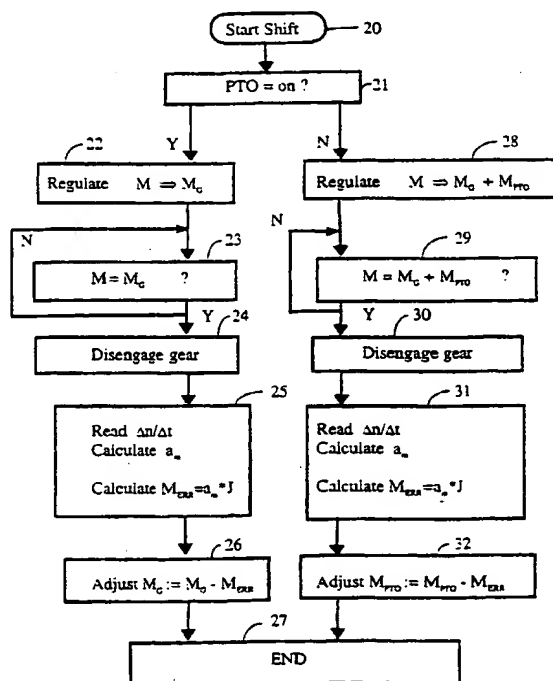 Start Shift
20
PTO = on ?
21
Y
N
22
28
Regulate M ⇒ M_G
Regulate M ⇒ M_G + M_PTO
N
N
23
29
M = M_G ?
M = M_G + M_PTO ?
Y
Y
24
30
Disengage gear
Disengage gear
25
31
Read Δn/Δt
Calculate a_m
Calculate M_ERR=a_m*J
Read Δn/Δt
Calculate a_m
Calculate M_ERR=a_m*J
26
32
Adjust M_G := M_G - M_ERR
Adjust M_PTO := M_PTO - M_ERR
27
END